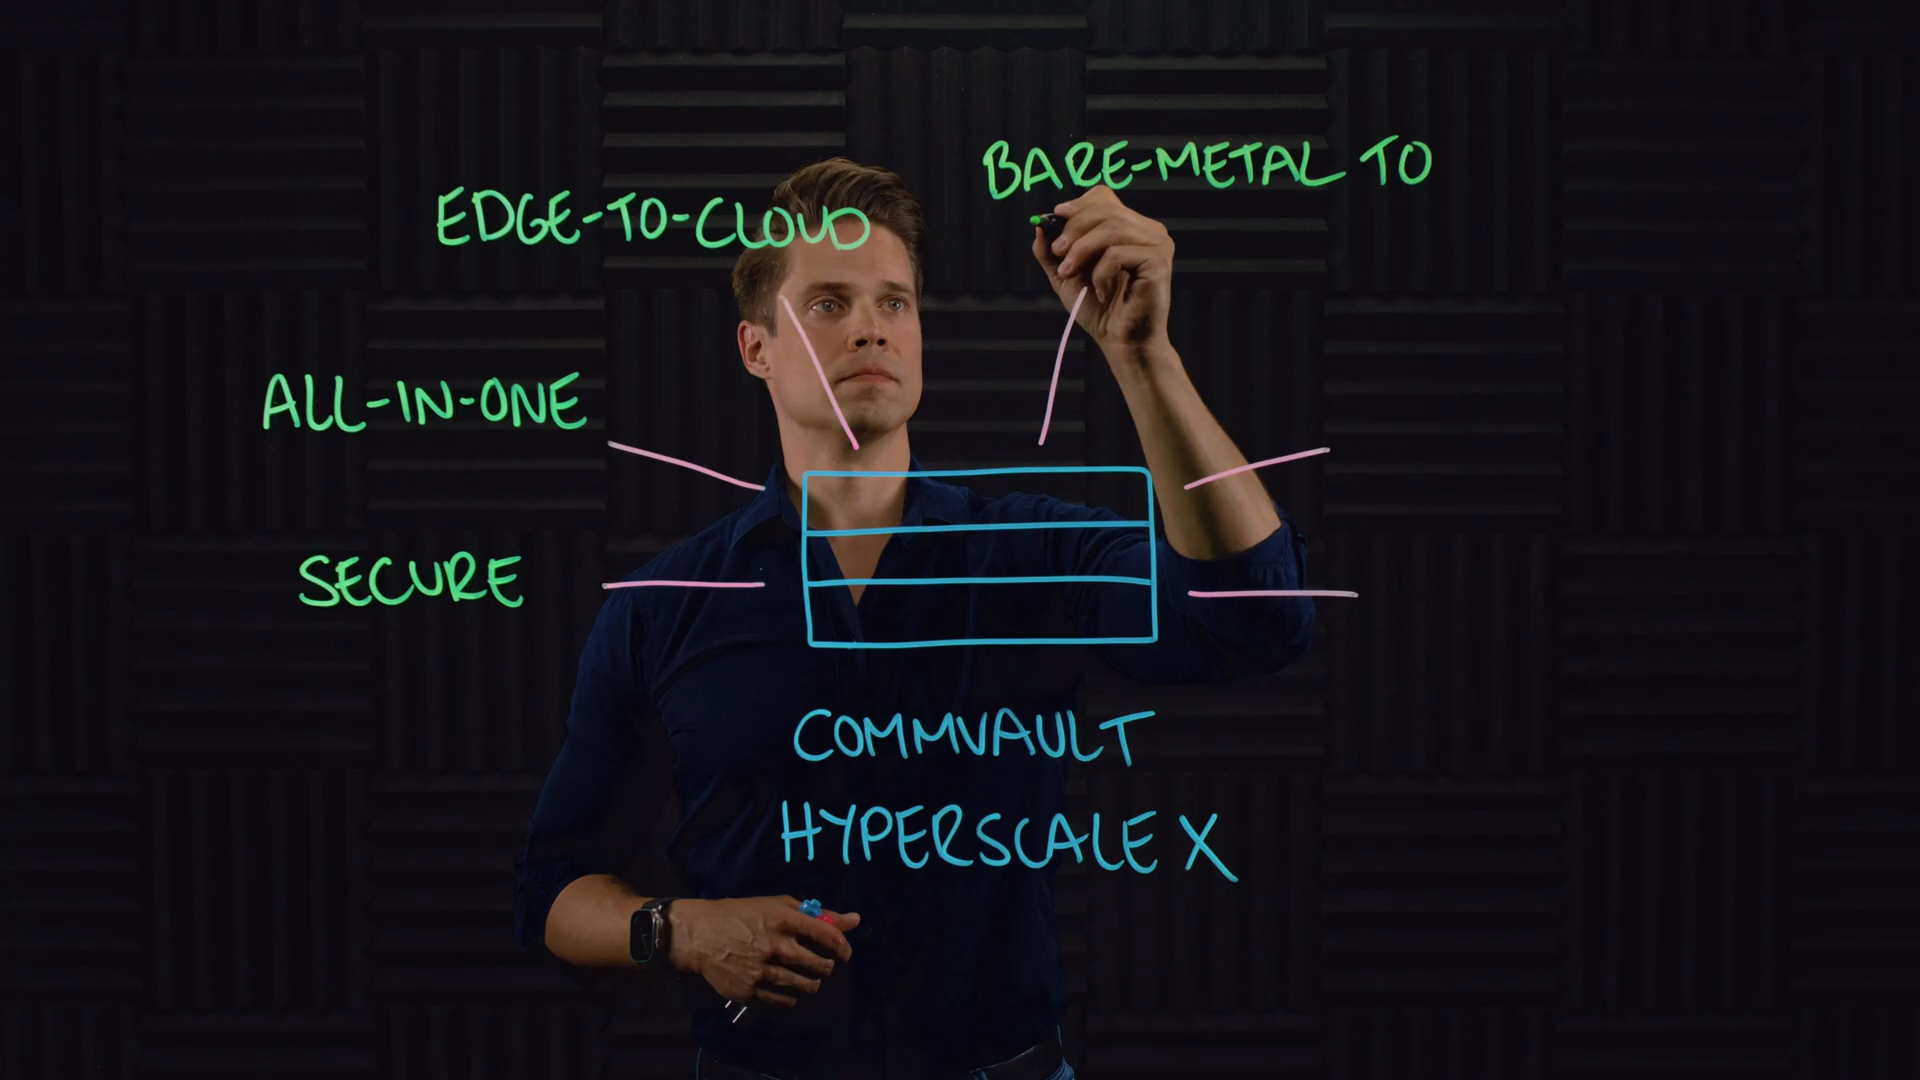 BARE-METAL TO
EDGE-TO-CLOUD
ALL-IN-ONE
SECURE
COMMVAULT
HYPERSCALE X